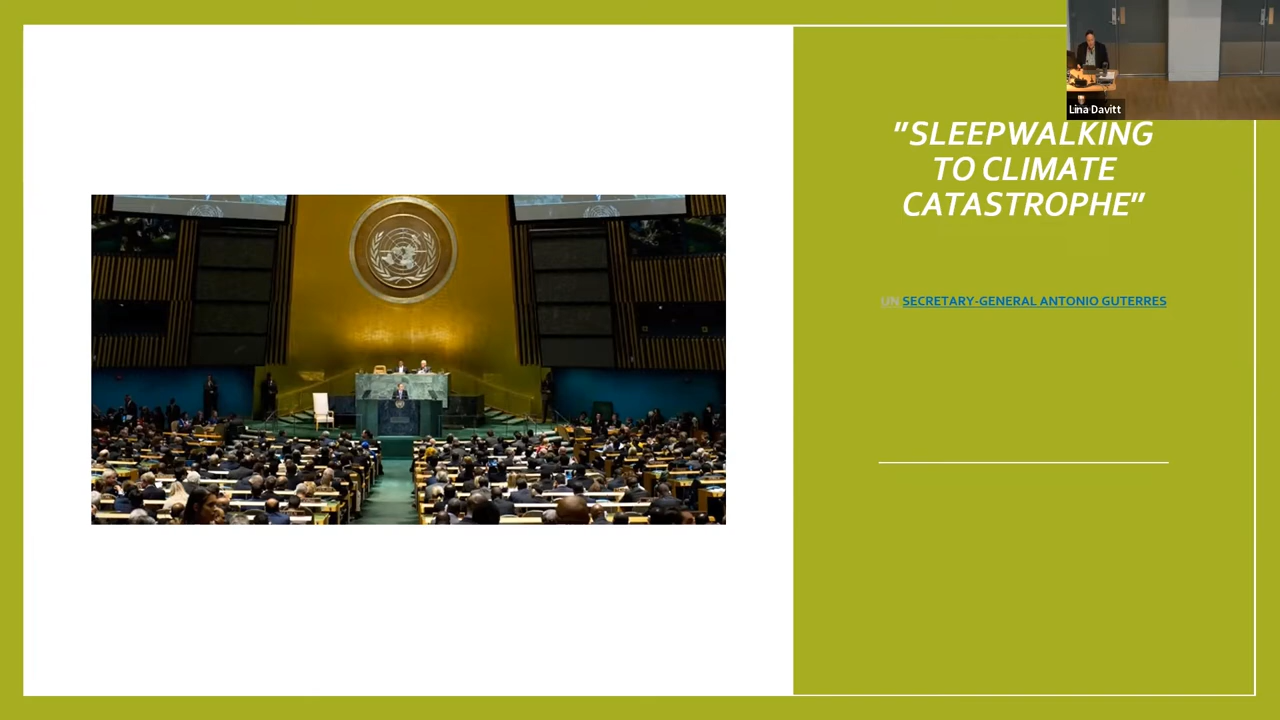 Lina Davitt
"SLEEPWALKING
TO CLIMATE
CATASTROPHE"
UN SECRETARY-GENERAL ANTONIO GUTERRES